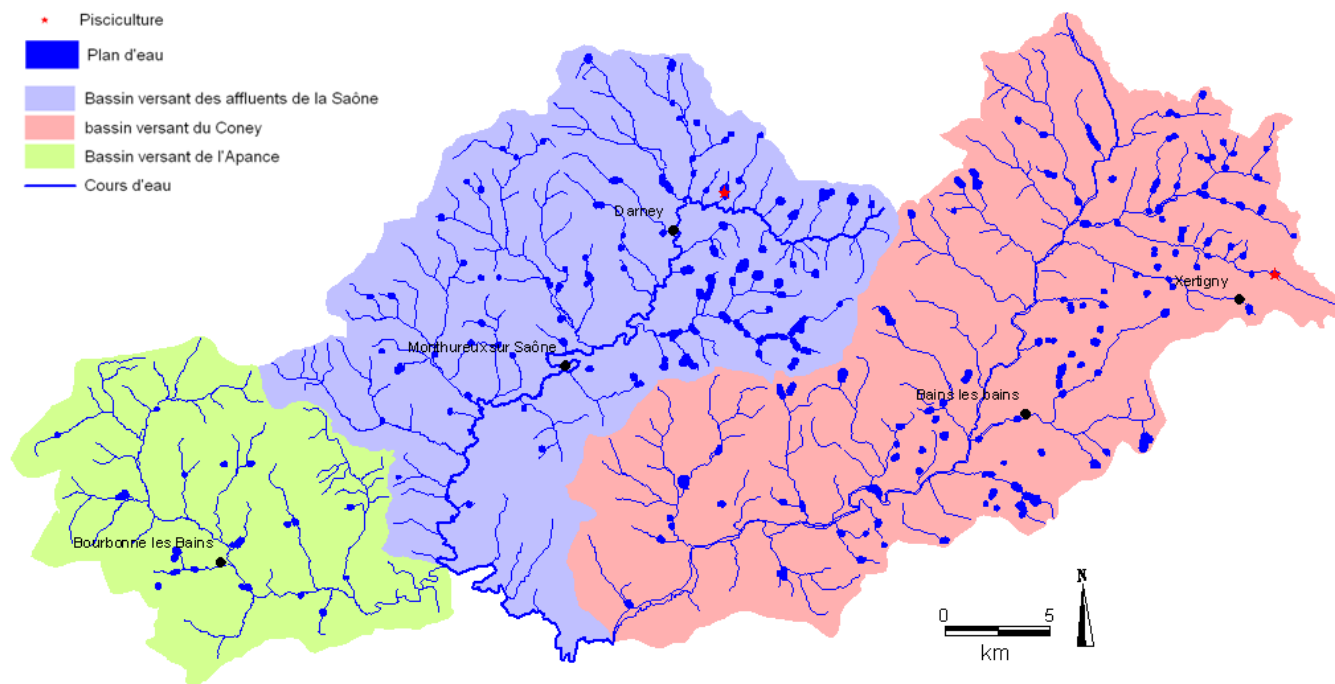 Pisciculture
Plan d'eau
Bassin versant des affluents de la Saône
bassin versant du Coney
Bassin versant de l'Apance
Cours d'eau
Darney
Xertigny
Monthureux sur Saône
Bains les bains
Bourbonne les Bains
N
0 5
km